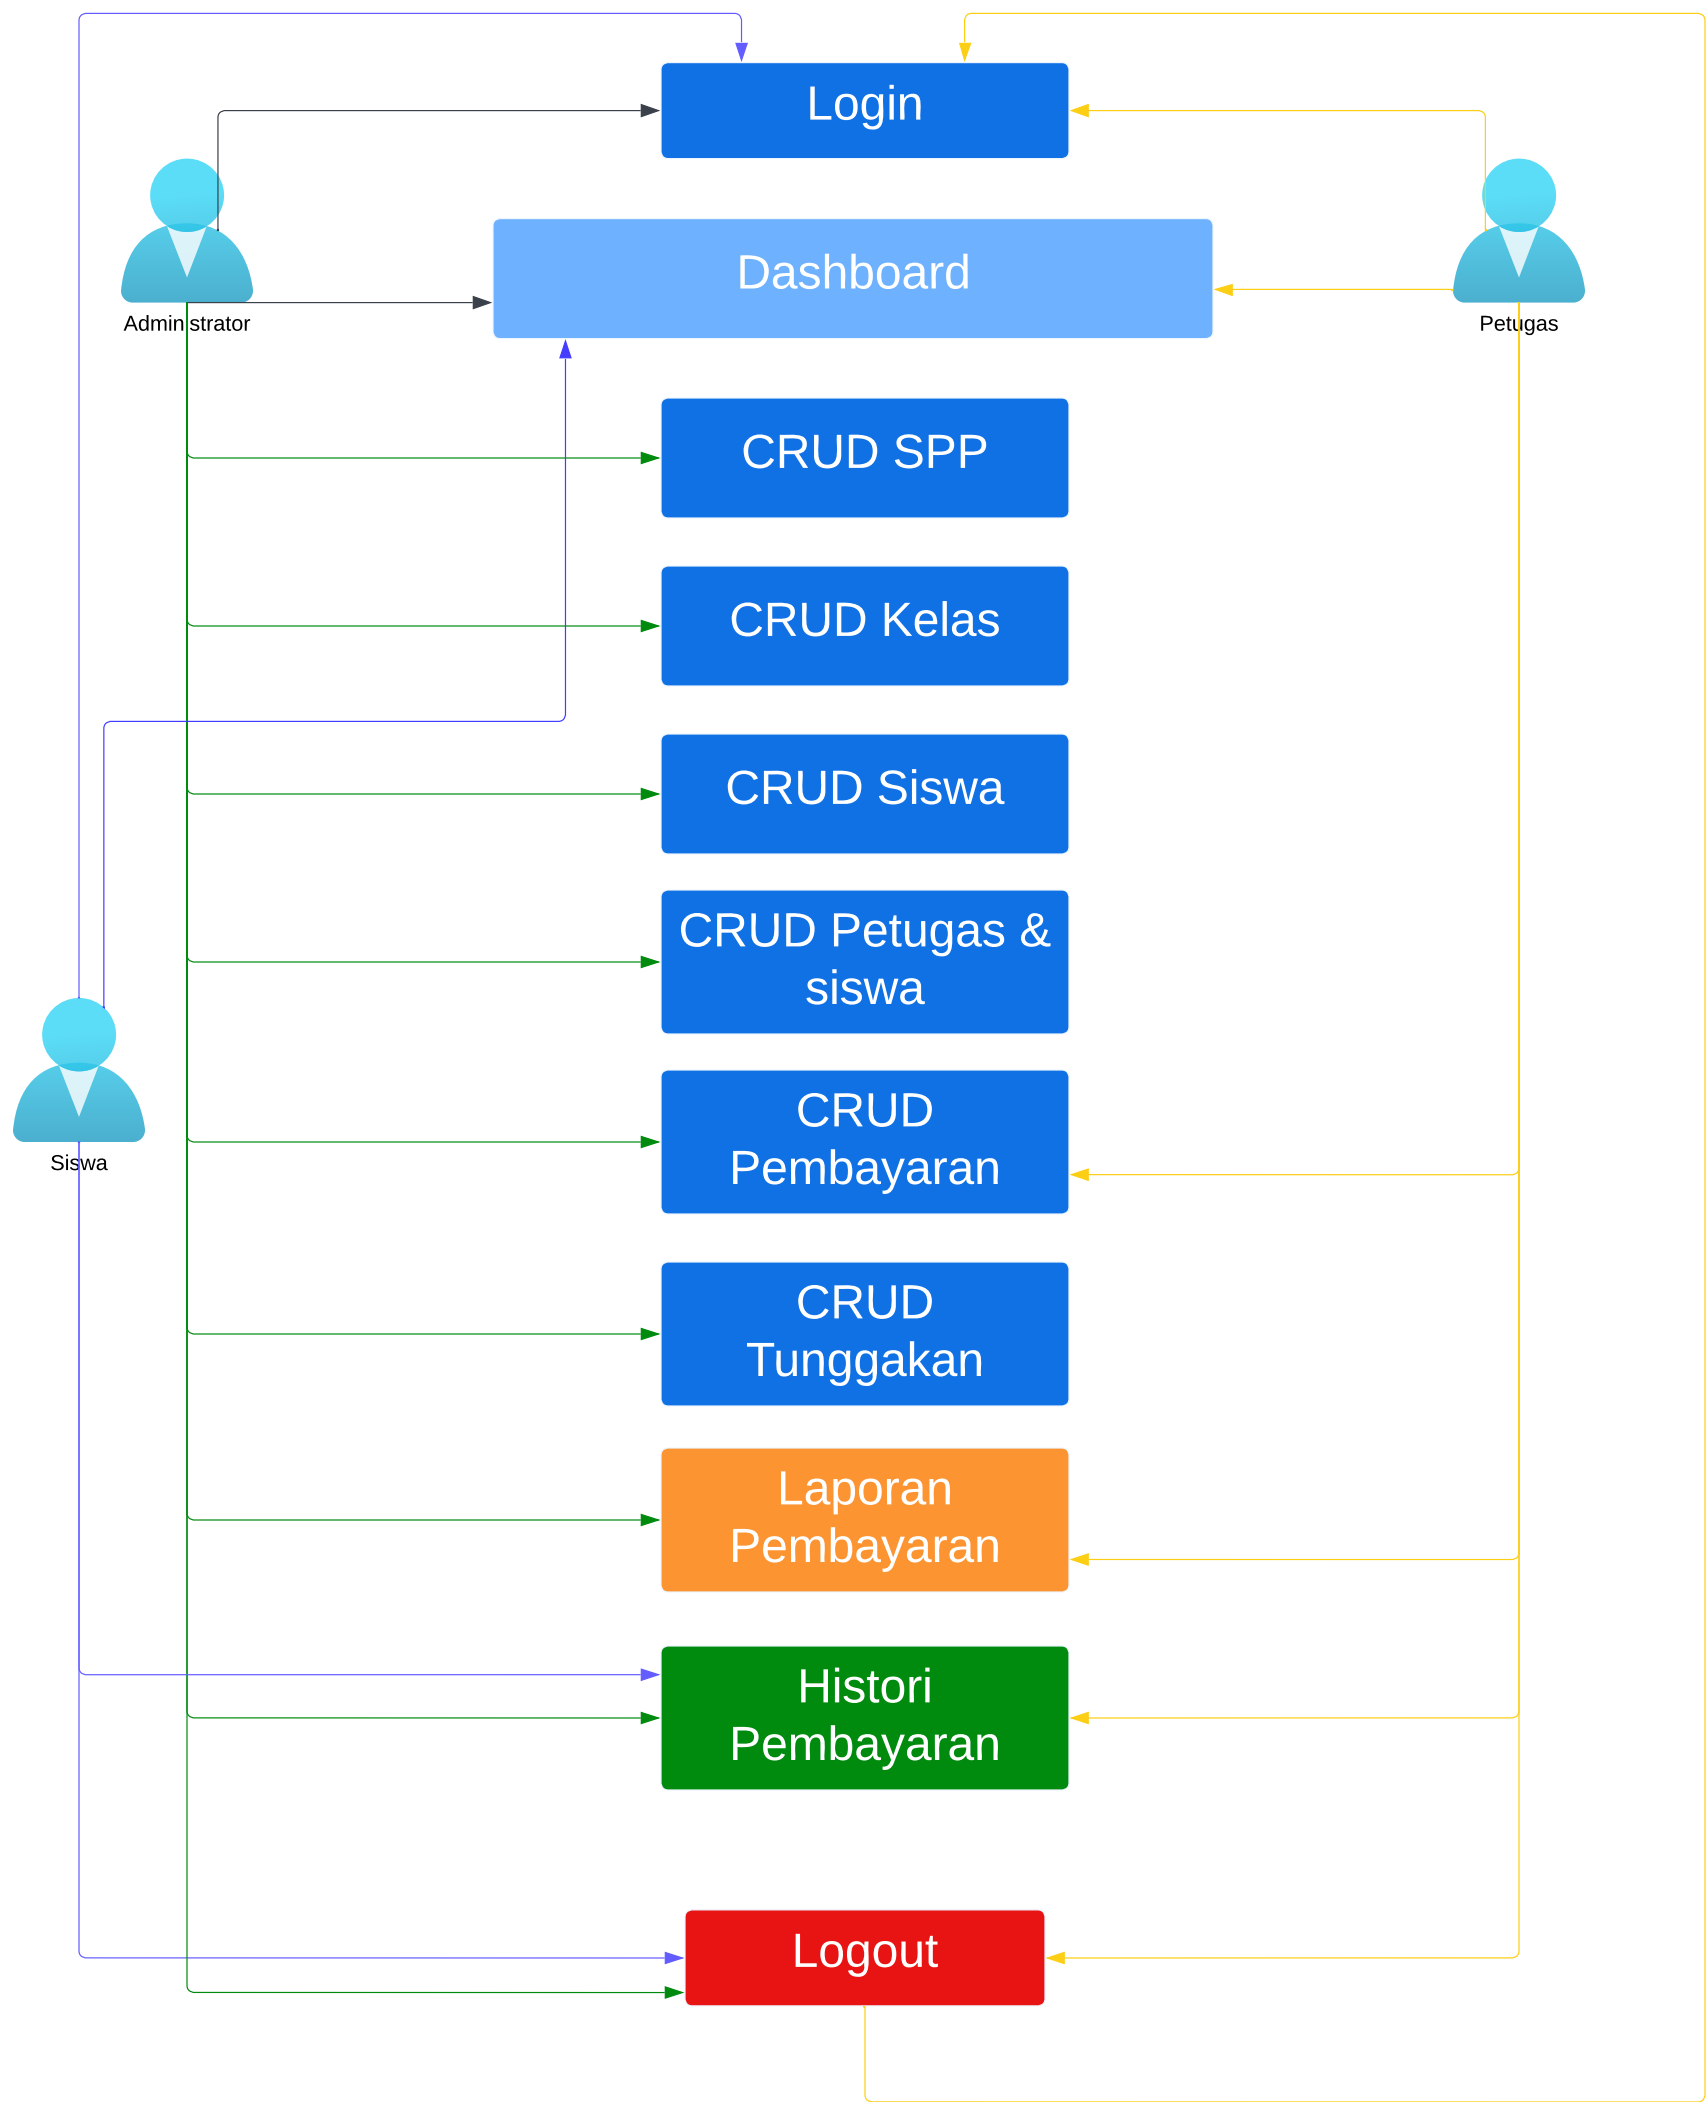 Login
Dashboard
Administrator
Petugas
CRUD SPP
CRUD Kelas
CRUD Siswa
CRUD Petugas &
siswa
CRUD
Pembayaran
Siswa
CRUD
Tunggakan
Laporan
Pembayaran
Histori
Pembayaran
Logout